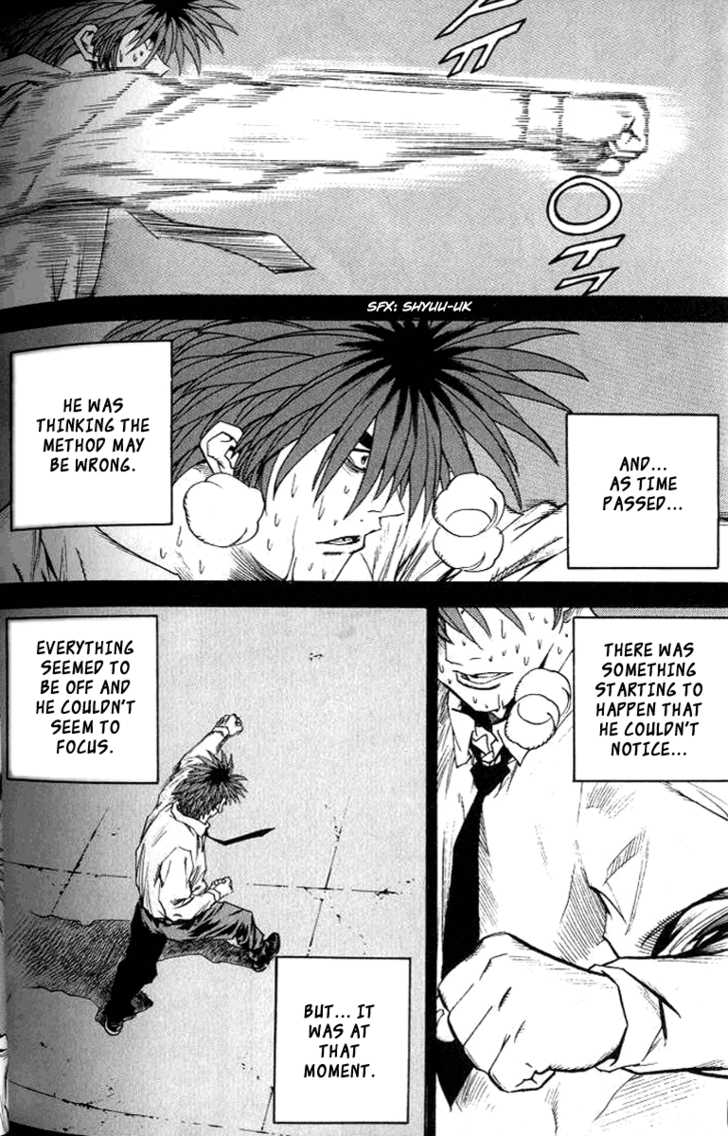 슈
욱
SFX: SHYUU-UK
HE WAS
THINKING THE
METHOD MAY
BE WRONG.
AND...
AS TIME
PASSED...
EVERYTHING
SEEMED TO
BE OFF AND
HE COULDN'T
SEEM TO
FOCUS.
BUT... IT
WAS AT
THAT
MOMENT.
THERE WAS
SOMETHING
STARTING TO
HAPPEN THAT
HE COULDN'T
NOTICE...